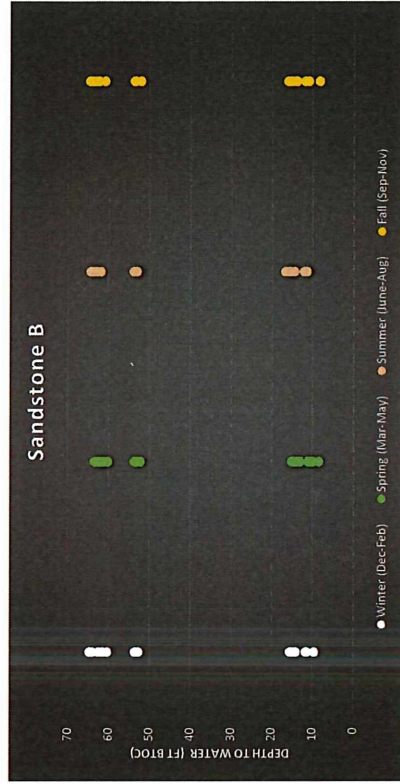 Sandstone B
DEPTH TO WATER (FT BTOC)
70
60
50
40
30
20
10
0
Winter (Dec-Feb)
Spring (Mar-May)
Summer (June-Aug)
Fall (Sep-Nov)